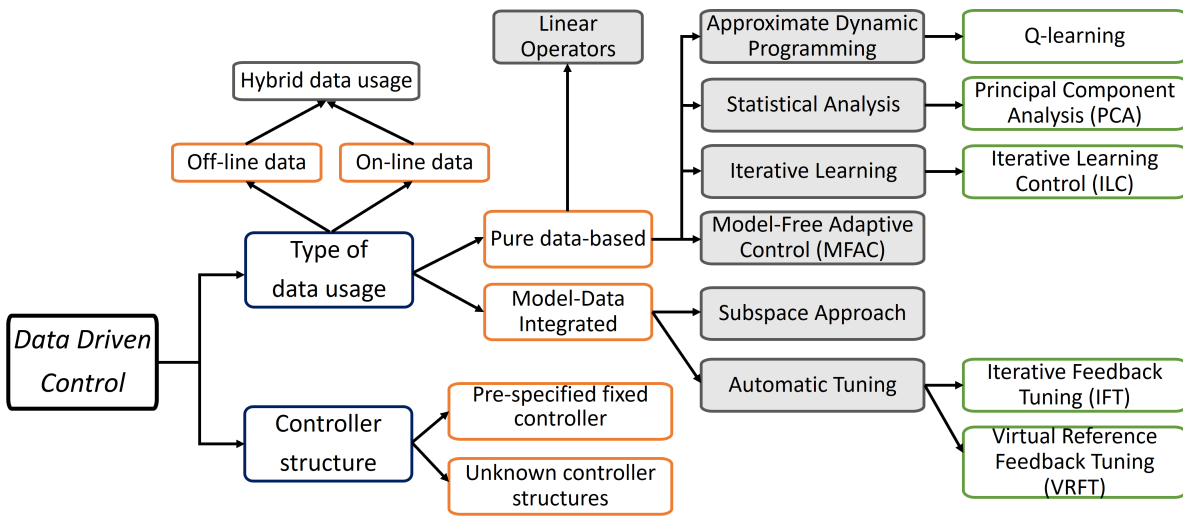 Linear
Operators
Approximate Dynamic
Programming
Q-learning
Hybrid data usage
Statistical Analysis
Principal Component
Analysis (PCA)
Off-line data
On-line data
Iterative Learning
Iterative Learning
Control (ILC)
Type of
data usage
Pure data-based
Model-Free Adaptive
Control (MFAC)
Model-Data
Integrated
Subspace Approach
Data Driven
Control
Automatic Tuning
Iterative Feedback
Tuning (IFT)
Controller
structure
Pre-specified fixed
controller
Virtual Reference
Feedback Tuning
(VRFT)
Unknown controller
structures